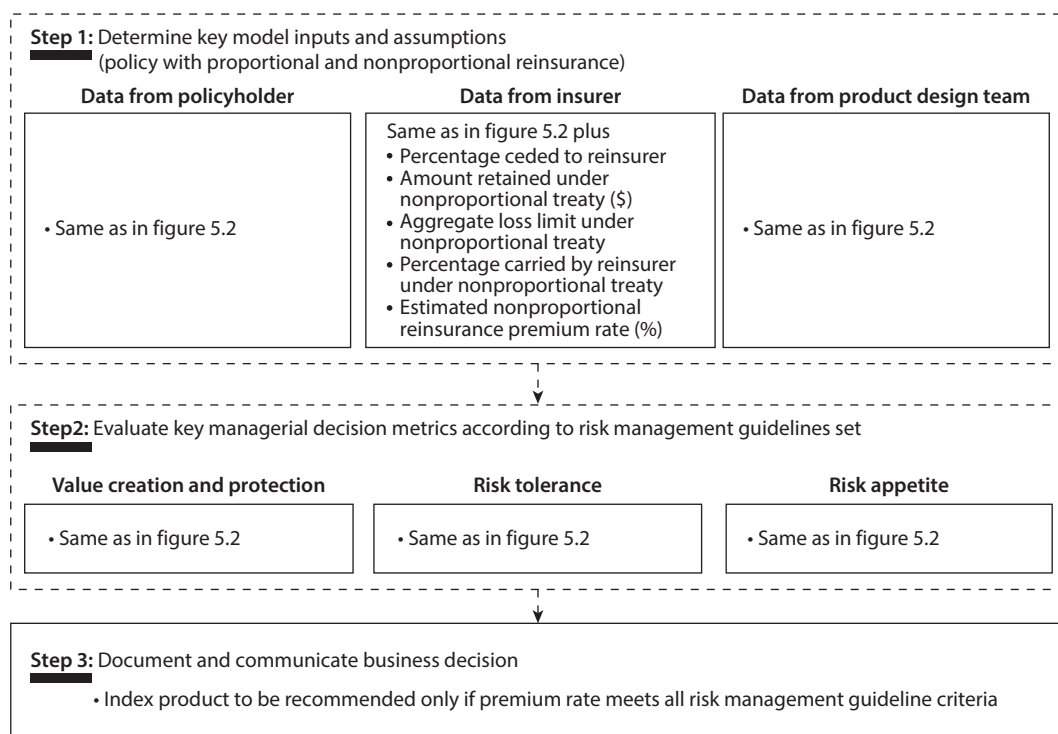 Step 1: Determine key model inputs and assumptions
(policy with proportional and nonproportional reinsurance)
Data from policyholder
• Same as in figure 5.2
Data from insurer
Same as in figure 5.2 plus
• Percentage ceded to reinsurer
• Amount retained under
nonproportional treaty ($)
• Aggregate loss limit under
nonproportional treaty
• Percentage carried by reinsurer
under nonproportional treaty
• Estimated nonproportional
reinsurance premium rate (%)
Data from product design team
• Same as in figure 5.2
Step2: Evaluate key managerial decision metrics according to risk management guidelines set
Value creation and protection
• Same as in figure 5.2
Risk tolerance
• Same as in figure 5.2
Risk appetite
• Same as in figure 5.2
Step 3: Document and communicate business decision
• Index product to be recommended only if premium rate meets all risk management guideline criteria